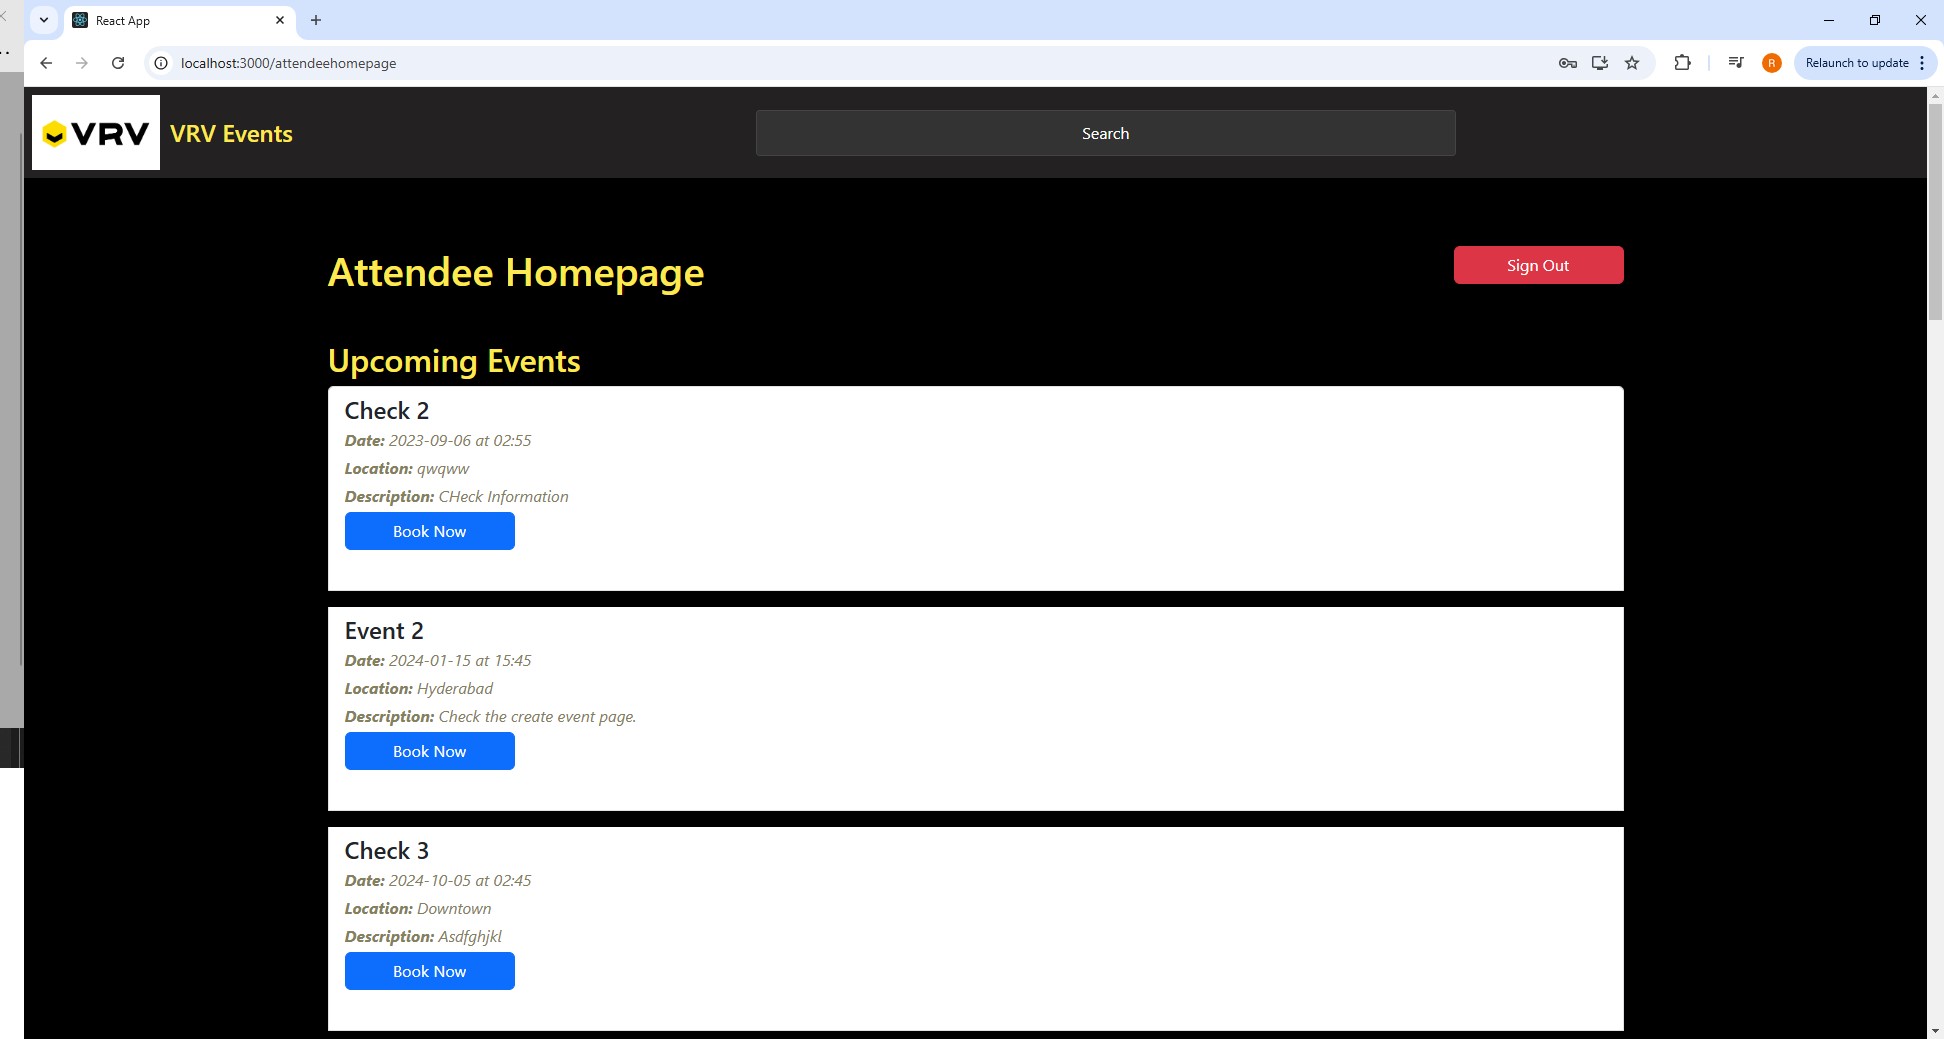 React App
localhost:3000/attendeehomepage
R
Relaunch to update
VRV
VRV Events
Search
Attendee Homepage
Sign Out
Upcoming Events
Check 2
Date: 2023-09-06 at 02:55
Location: qwqww
Description: CHeck Information
Book Now
Event 2
Date: 2024-01-15 at 15:45
Location: Hyderabad
Description: Check the create event page.
Book Now
Check 3
Date: 2024-10-05 at 02:45
Location: Downtown
Description: Asdfghjkl
Book Now